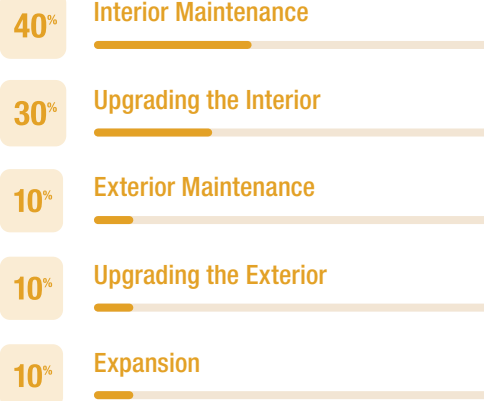 Interior Maintenance
40%
Upgrading the Interior
30%
Exterior Maintenance
10%
Upgrading the Exterior
10%
Expansion
10%